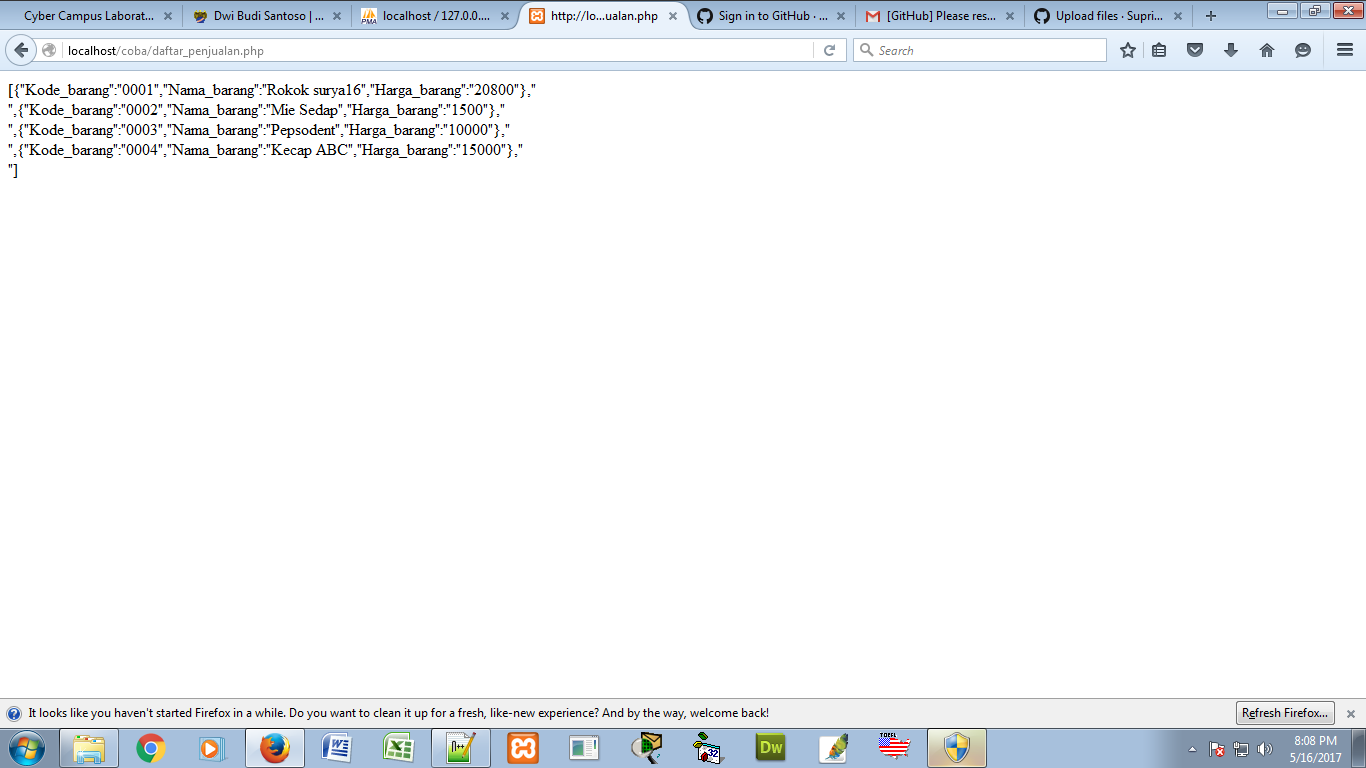 Cyber Campus Laborat...
Dwi Budi Santoso | ...
localhost / 127.0.0....
http://lo...ualan.php
Sign in to GitHub · ...
[GitHub] Please res...
Upload files · Supri...
localhost/coba/daftar_penjualan.php
Search
[{"Kode_barang":"0001","Nama_barang":"Rokok surya16","Harga_barang":"20800"},"
",{"Kode_barang":"0002","Nama_barang":"Mie Sedap","Harga_barang":"1500"},"
",{"Kode_barang":"0003","Nama_barang":"Pepsodent","Harga_barang":"10000"},"
",{"Kode_barang":"0004","Nama_barang":"Kecap ABC","Harga_barang":"15000"},"
"]
It looks like you haven't started Firefox in a while. Do you want to clean it up for a fresh, like-new experience? And by the way, welcome back!
Refresh Firefox...
Dw
TOEFL
8:08 PM
5/16/2017